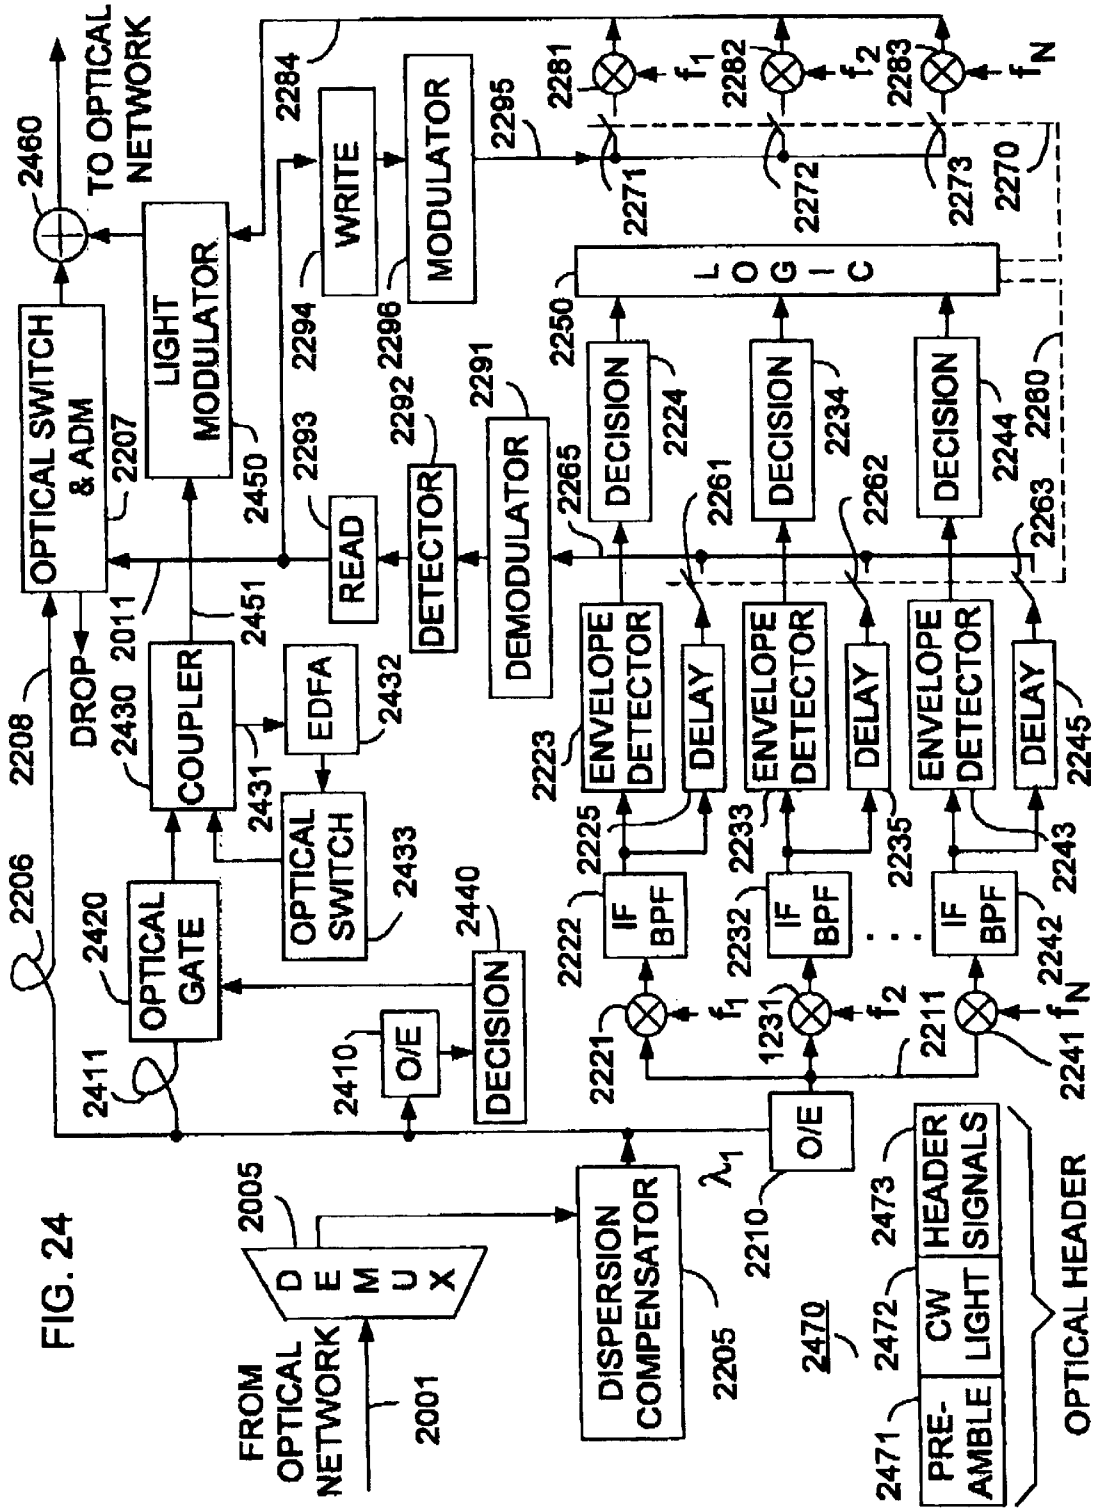 FIG. 24
FROM
OPTICAL
NETWORK
2001
DEMUX
2005
DISPERSION
COMPENSATOR
2205
λ1
2208
2206
2411
OPTICAL
GATE
2420
2410
O/E
DECISION
2440
COUPLER
2430
2431
EDFA
2432
OPTICAL
SWITCH
2433
2451
2011
DROP
OPTICAL SWITCH
& ADM
2207
LIGHT
MODULATOR
2450
2460
TO OPTICAL
NETWORK
2284
O/E
2210
2211
2221
f1
1231
f2
2241
fN
2222
IF
BPF
2232
IF
BPF
. . .
IF
BPF
2242
2223
ENVELOPE
DETECTOR
2225
DELAY
2233
ENVELOPE
DETECTOR
2235
DELAY
2243
ENVELOPE
DETECTOR
2245
DELAY
2261
2262
2263
2265
DEMODULATOR
2291
DETECTOR
2292
READ
2293
WRITE
2294
MODULATOR
2296
2295
DECISION
2224
DECISION
2234
DECISION
2244
2250
LOGIC
2260
2270
2271
2272
2273
2281
f1
2282
f2
2283
fN
2470
2471
2472
2473
PRE-
AMBLE
CW
LIGHT
HEADER
SIGNALS
OPTICAL HEADER